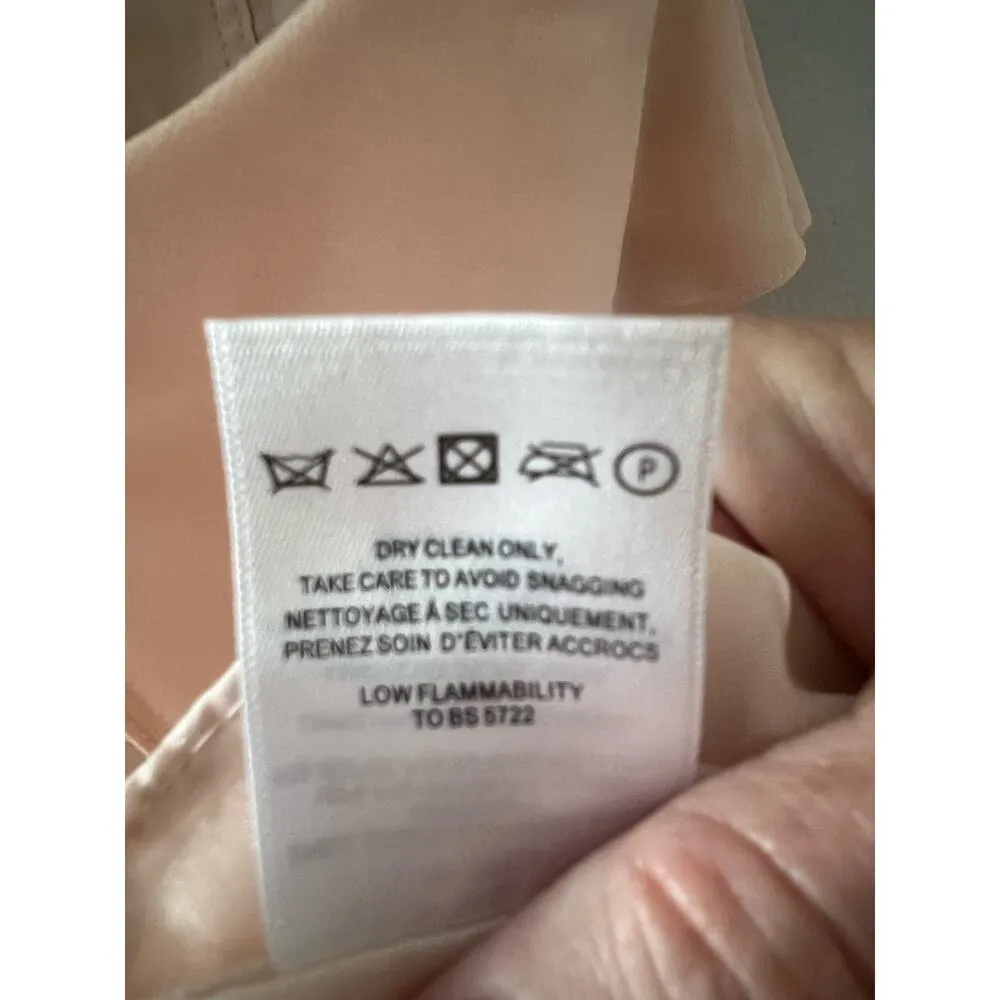 P
DRY CLEAN ONLY,
TAKE CARE TO AVOID SNAGGING
NETTOYAGE À SEC UNIQUEMENT,
PRENEZ SOIN D'ÉVITER ACCROCS
LOW FLAMMABILITY
TO BS 5722